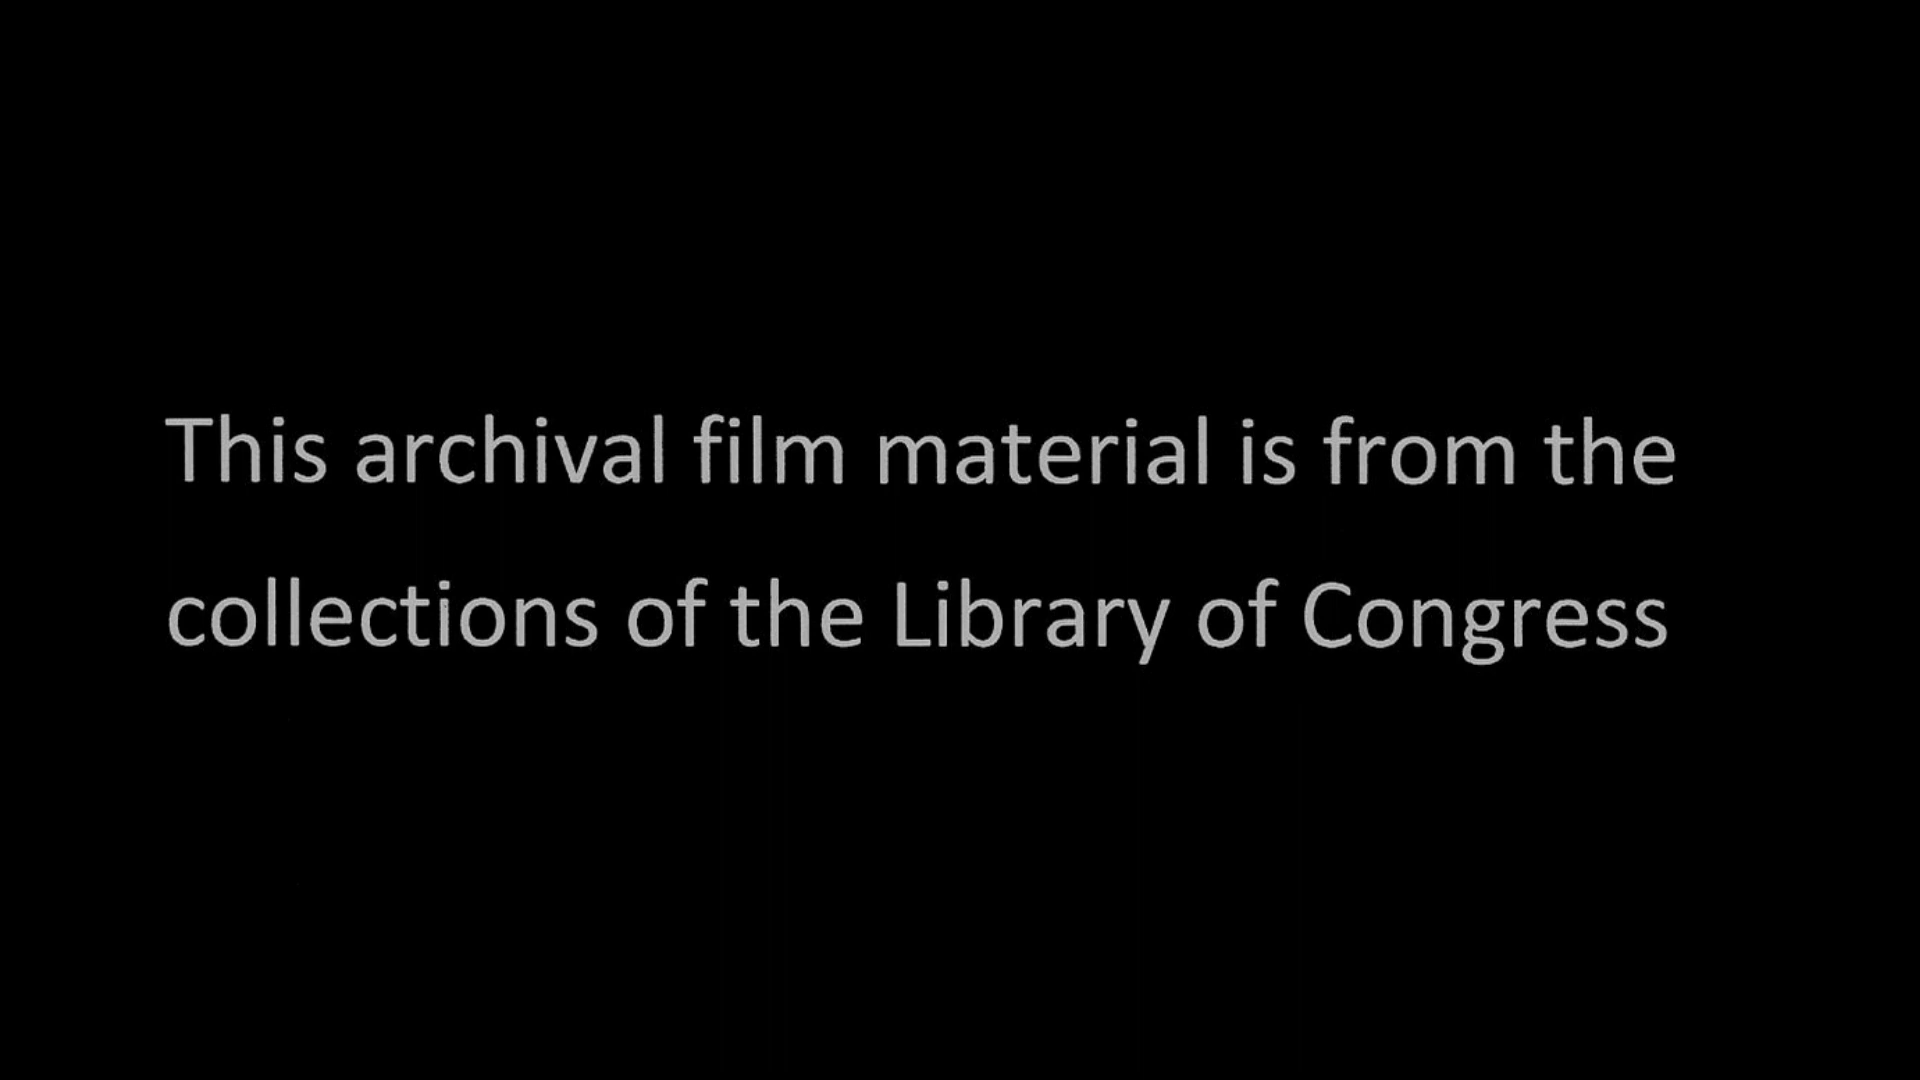 This archival film material is from the
collections of the Library of Congress